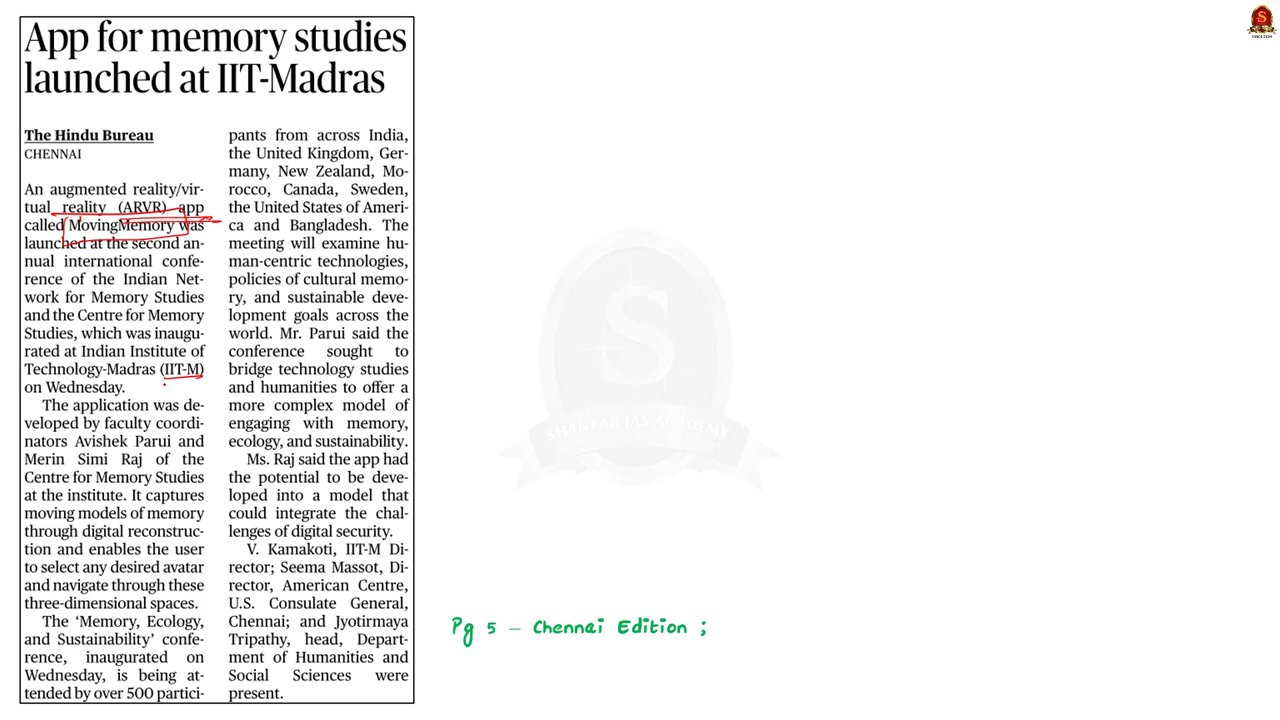 App for memory studies
launched at IIT-Madras
The Hindu Bureau
CHENNAI
An augmented reality/vir-
tual reality (ARVR) app
called MovingMemory was
launched at the second an-
nual international confe-
rence of the Indian Net-
work for Memory Studies
and the Centre for Memory
Studies, which was inaugu-
rated at Indian Institute of
Technology-Madras (IIT-M)
on Wednesday.
The application was de-
veloped by faculty coordi-
nators Avishek Parui and
Merin Simi Raj of the
Centre for Memory Studies
at the institute. It captures
moving models of memory
through digital reconstruc-
tion and enables the user
to select any desired avatar
and navigate through these
three-dimensional spaces.
The ‘Memory, Ecology,
and Sustainability’ confe-
rence, inaugurated on
Wednesday, is being at-
tended by over 500 partici-
pants from across India,
the United Kingdom, Ger-
many, New Zealand, Mo-
rocco, Canada, Sweden,
the United States of Ameri-
ca and Bangladesh. The
meeting will examine hu-
man-centric technologies,
policies of cultural memo-
ry, and sustainable deve-
lopment goals across the
world. Mr. Parui said the
conference sought to
bridge technology studies
and humanities to offer a
more complex model of
engaging with memory,
ecology, and sustainability.
Ms. Raj said the app had
the potential to be deve-
loped into a model that
could integrate the chal-
lenges of digital security.
V. Kamakoti, IIT-M Di-
rector; Seema Massot, Di-
rector, American Centre,
U.S. Consulate General,
Chennai; and Jyotirmaya
Tripathy, head, Depart-
ment of Humanities and
Social Sciences were
present.
S
SHANKAR IAS ACADEMY
Pg 5 – Chennai Edition ;
S